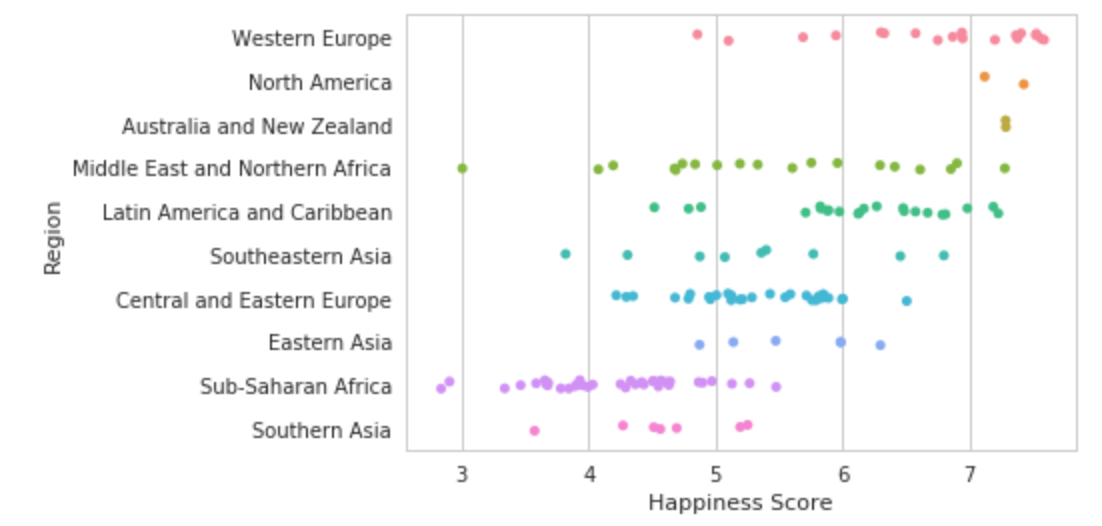 Western Europe
North America
Australia and New Zealand
Middle East and Northern Africa
Latin America and Caribbean
Southeastern Asia
Central and Eastern Europe
Eastern Asia
Sub-Saharan Africa
Southern Asia
Region
3 4 5 6 7
Happiness Score